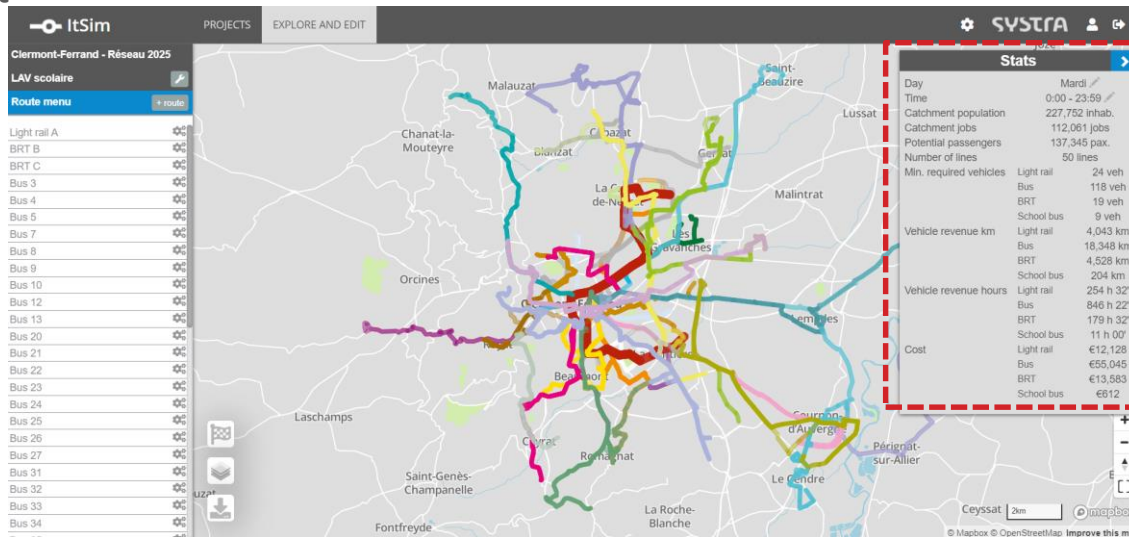 ItSim
PROJECTS
EXPLORE AND EDIT
SYSTRA
Clermont-Ferrand - Réseau 2025
LAV scolaire
Route menu
+ route
Light rail A
BRT B
BRT C
Bus 3
Bus 4
Bus 5
Bus 7
Bus 8
Bus 9
Bus 10
Bus 12
Bus 13
Bus 20
Bus 21
Bus 22
Bus 23
Bus 24
Bus 25
Bus 26
Bus 27
Bus 31
Bus 32
Bus 33
Bus 34
Malauzat
Saint-
Beauzire
Lussat
Chanat-la-
Mouteyre
Blanzat
Malintrat
Orcines
Laschamps
Romagnat
Saint-Genès-
Champanelle
Le Cendre
Pérignat-
sur-Allier
La Roche-
Blanche
Fontfreyde
Ceyssat
2km
mapbox
© Mapbox © OpenStreetMap Improve this m
Stats
Day Mardi
Time 0:00 - 23:59
Catchment population 227,752 inhab.
Catchment jobs 112,061 jobs
Potential passengers 137,345 pax.
Number of lines 50 lines
Min. required vehicles Light rail 24 veh
Bus 118 veh
BRT 19 veh
School bus 9 veh
Vehicle revenue km Light rail 4,043 km
Bus 18,348 km
BRT 4,528 km
School bus 204 km
Vehicle revenue hours Light rail 254 h 32'
Bus 846 h 22'
BRT 179 h 32'
School bus 11 h 00'
Cost Light rail €12,128
Bus €55,045
BRT €13,583
School bus €612